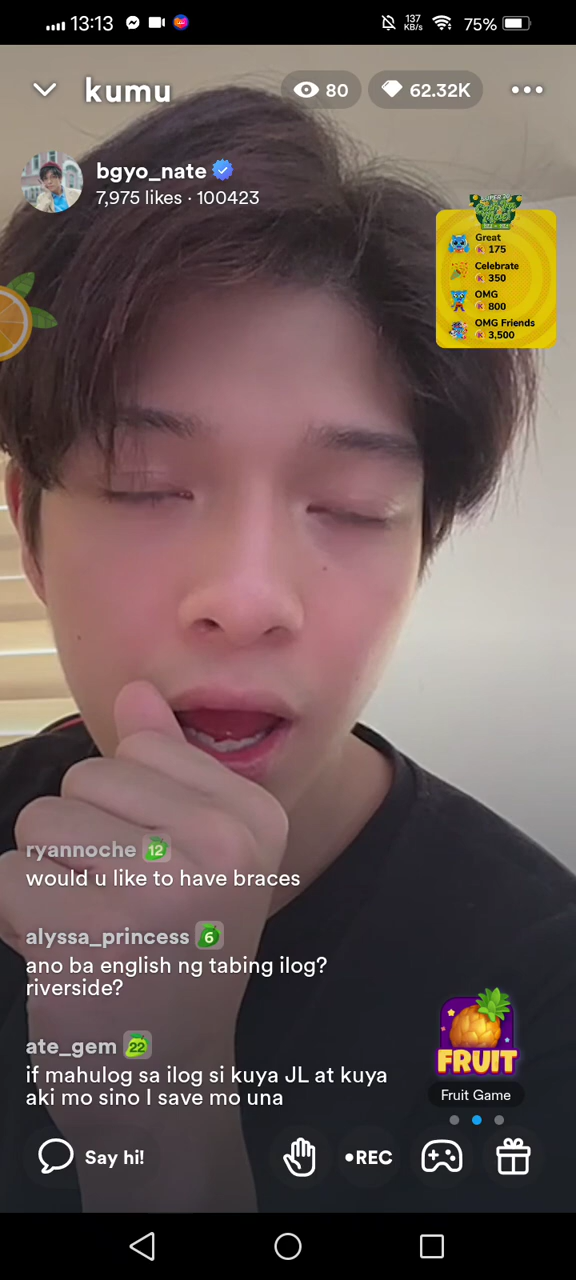 13:13
137
KB/s
75%
kumu
80
62.32K
bgyo_nate
7,975 likes · 100423
Great
175
Celebrate
350
OMG
800
OMG Friends
3,500
ryannoche 12
would u like to have braces
alyssa_princess 6
ano ba english ng tabing ilog?
riverside?
ate_gem 22
if mahulog sa ilog si kuya JL at kuya
aki mo sino I save mo una
FRUIT
Fruit Game
Say hi!
•REC